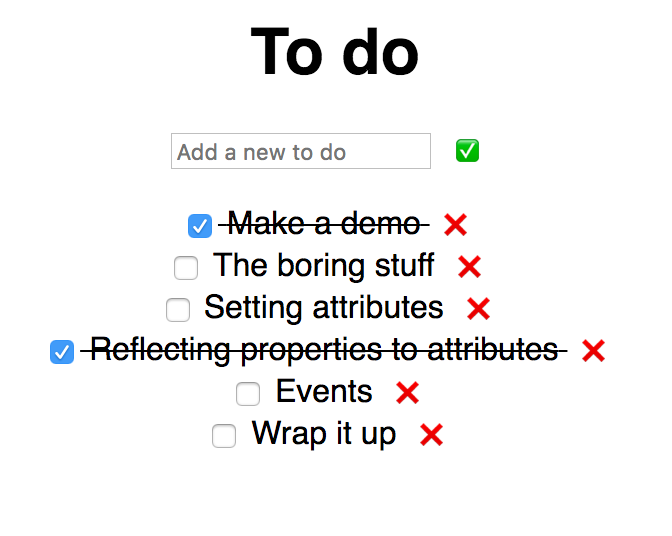 To do
Add a new to do
Make a demo
The boring stuff
Setting attributes
Reflecting properties to attributes
Events
Wrap it up